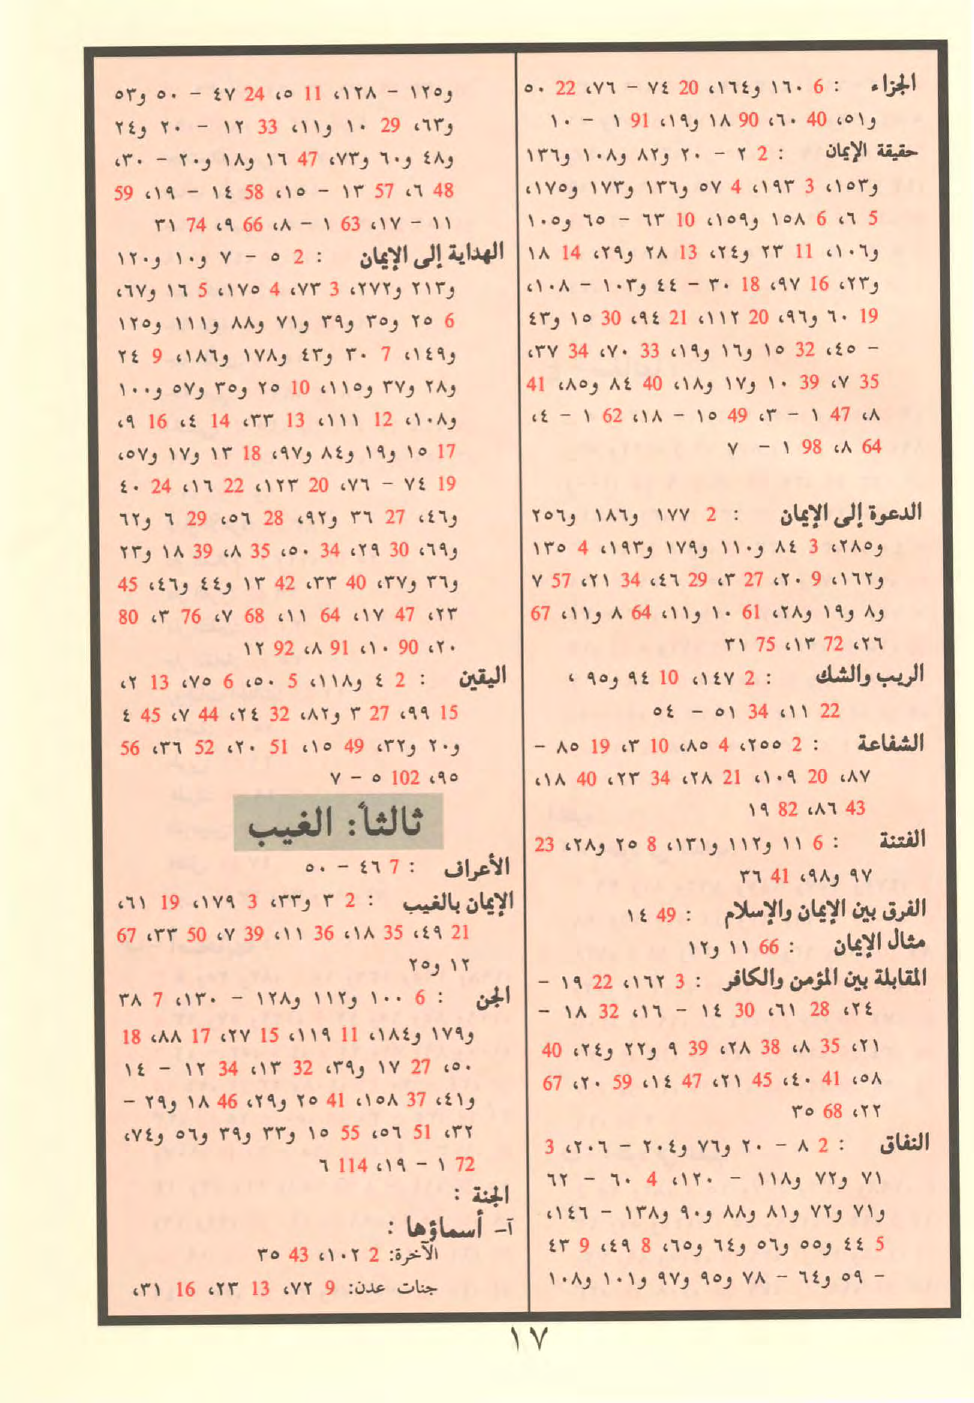 الجزاء : 6 ١٦٠ و١٦٤، 20 ٧٤ – ٧٦، 22 ٥٠
و٥١، 40 ٦٠، 90 ١٨ و١٩، 91 ١ – ١٠
حقيقة الإيمان : 2 ٢ – ٢٠ و٨٢ و١٠٨ و١٣٦
و١٥٣، 3 ١٩٣، 4 ٥٧ و١٣٦ و١٧٣ و١٧٥،
5 ٦، 6 ١٥٨ و١٥٩، 10 ٦٣ – ٦٥ و١٠٥
و١٠٦، 11 ٢٣ و٢٤، 13 ٢٨ و٢٩، 14 ١٨
و٢٣، 16 ٩٧، 18 ٣٠ – ٤٤ و١٠٣ – ١٠٨،
19 ٦٠ و٩٦، 20 ١١٢، 21 ٩٤، 30 ١٥ و٤٣
– ٤٥، 32 ١٥ و١٦ و١٩، 33 ٧٠، 34 ٣٧،
35 ٧، 39 ١٠ و١٧ و١٨، 40 ٨٤ و٨٥، 41
٨، 47 ١ – ٣، 49 ١٥ – ١٨، 62 ١ – ٤،
64 ٨، 98 ١ – ٧
الدعوة إلى الإيمان : 2 ١٧٧ و١٨٦ و٢٥٦
و٢٨٥، 3 ٨٤ و١١٠ و١٧٩ و١٩٣، 4 ١٣٥
و١٦٢، 9 ٢٠، 27 ٣، 29 ٤٦، 34 ٢١، 57 ٧
و٨ و١٩ و٢٨، 61 ١٠ و١١، 64 ٨ و١١، 67
٢٦، 72 ١٣، 75 ٣١
الريب والشك : 2 ١٤٧، 10 ٩٤ و٩٥ ،
22 ١١، 34 ٥١ – ٥٤
الشفاعة : 2 ٢٥٥، 4 ٨٥، 10 ٣، 19 ٨٥ –
٨٧، 20 ١٠٩، 21 ٢٨، 34 ٢٣، 40 ١٨،
43 ٨٦، 82 ١٩
الفتنة : 6 ١١ و١١٢ و١٣١، 8 ٢٥ و٢٨، 23
٩٧ و٩٨، 41 ٣٦
الفرق بين الإيمان والإسلام : 49 ١٤
مثال الإيمان : 66 ١١ و١٢
المقابلة بين المؤمن والكافر : 3 ١٦٢، 22 ١٩ –
٢٤، 28 ٦١، 30 ١٤ – ١٦، 32 ١٨ –
٢١، 35 ٨، 38 ٢٨، 39 ٩ و٢٢ و٢٤، 40
٥٨، 41 ٤٠، 45 ٢١، 47 ١٤، 59 ٢٠، 67
٢٢، 68 ٣٥
النفاق : 2 ٨ – ٢٠ و٧٦ و٢٠٤ – ٢٠٦، 3
٧١ و٧٢ و١١٨ – ١٢٠، 4 ٦٠ – ٦٢
و٧١ و٧٢ و٨١ و٨٨ و٩٠ و١٣٨ – ١٤٦،
5 ٤٤ و٥٥ و٥٦ و٦٤ و٦٥، 8 ٤٩، 9 ٤٣
– ٥٩ و٦٤ – ٧٨ و٩٥ و٩٧ و١٠١ و١٠٨
و١٢٥ – ١٢٨، 11 ٥، 24 ٤٧ – ٥٠ و٥٣
و٦٣، 29 ١٠ و١١، 33 ١٢ – ٢٠ و٢٤
و٤٨ و٦٠ و٧٣، 47 ١٦ و١٨ و٢٠ – ٣٠،
48 ٦، 57 ١٣ – ١٥، 58 ١٤ – ١٩، 59
١١ – ١٧، 63 ١ – ٨، 66 ٩، 74 ٣١
الهداية إلى الإيمان : 2 ٥ – ٧ و١٠ و١٢٠
و٢١٣ و٢٧٢، 3 ٧٣، 4 ١٧٥، 5 ١٦ و٦٧،
6 ٢٥ و٣٥ و٣٩ و٧١ و٨٨ و١١١ و١٢٥
و١٤٩، 7 ٣٠ و٤٣ و١٧٨ و١٨٦، 9 ٢٤
و٢٨ و٣٧ و١١٥، 10 ٢٥ و٣٥ و٥٧ و١٠٠
و١٠٨، 12 ١١١، 13 ٣٣، 14 ٤، 16 ٩،
17 ١٥ و١٩ و٨٤ و٩٧، 18 ١٣ و١٧ و٥٧،
19 ٧٤ – ٧٦، 20 ١٢٣، 22 ١٦، 24 ٤٠
و٤٦، 27 ٣٦ و٩٢، 28 ٥٦، 29 ٦ و٦٢
و٦٩، 30 ٢٩، 34 ٥٠، 35 ٨، 39 ١٨ و٢٣
و٣٦ و٣٧، 40 ٣٣، 42 ١٣ و٤٤ و٤٦، 45
٢٣، 47 ١٧، 64 ١١، 68 ٧، 76 ٣، 80
٢٠، 90 ١٠، 91 ٨، 92 ١٢
اليقين : 2 ٤ و١١٨، 5 ٥٠، 6 ٧٥، 13 ٢،
15 ٩٩، 27 ٣ و٨٢، 32 ٢٤، 44 ٧، 45 ٤
و٢٠ و٣٢، 49 ١٥، 51 ٢٠، 52 ٣٦، 56
٩٥، 102 ٥ – ٧
ثالثاً: الغيب
الأعراف : 7 ٤٦ – ٥٠
الإيمان بالغيب : 2 ٣ و٣٣، 3 ١٧٩، 19 ٦١،
21 ٤٩، 35 ١٨، 36 ١١، 39 ٧، 50 ٣٣، 67
١٢ و٢٥
الجن : 6 ١٠٠ و١١٢ و١٢٨ – ١٣٠، 7 ٣٨
و١٧٩ و١٨٤، 11 ١١٩، 15 ٢٧، 17 ٨٨، 18
٥٠، 27 ١٧ و٣٩، 32 ١٣، 34 ١٢ – ١٤
و٤١، 37 ١٥٨، 41 ٢٥ و٢٩، 46 ١٨ و٢٩ –
٣٢، 51 ٥٦، 55 ١٥ و٣٣ و٣٩ و٥٦ و٧٤،
72 ١ – ١٩، 114 ٦
الجنة :
آ– أسماؤها :
الآخرة: 2 ١٠٢، 43 ٣٥
جنات عدن: 9 ٧٢، 13 ٢٣، 16 ٣١،
١٧